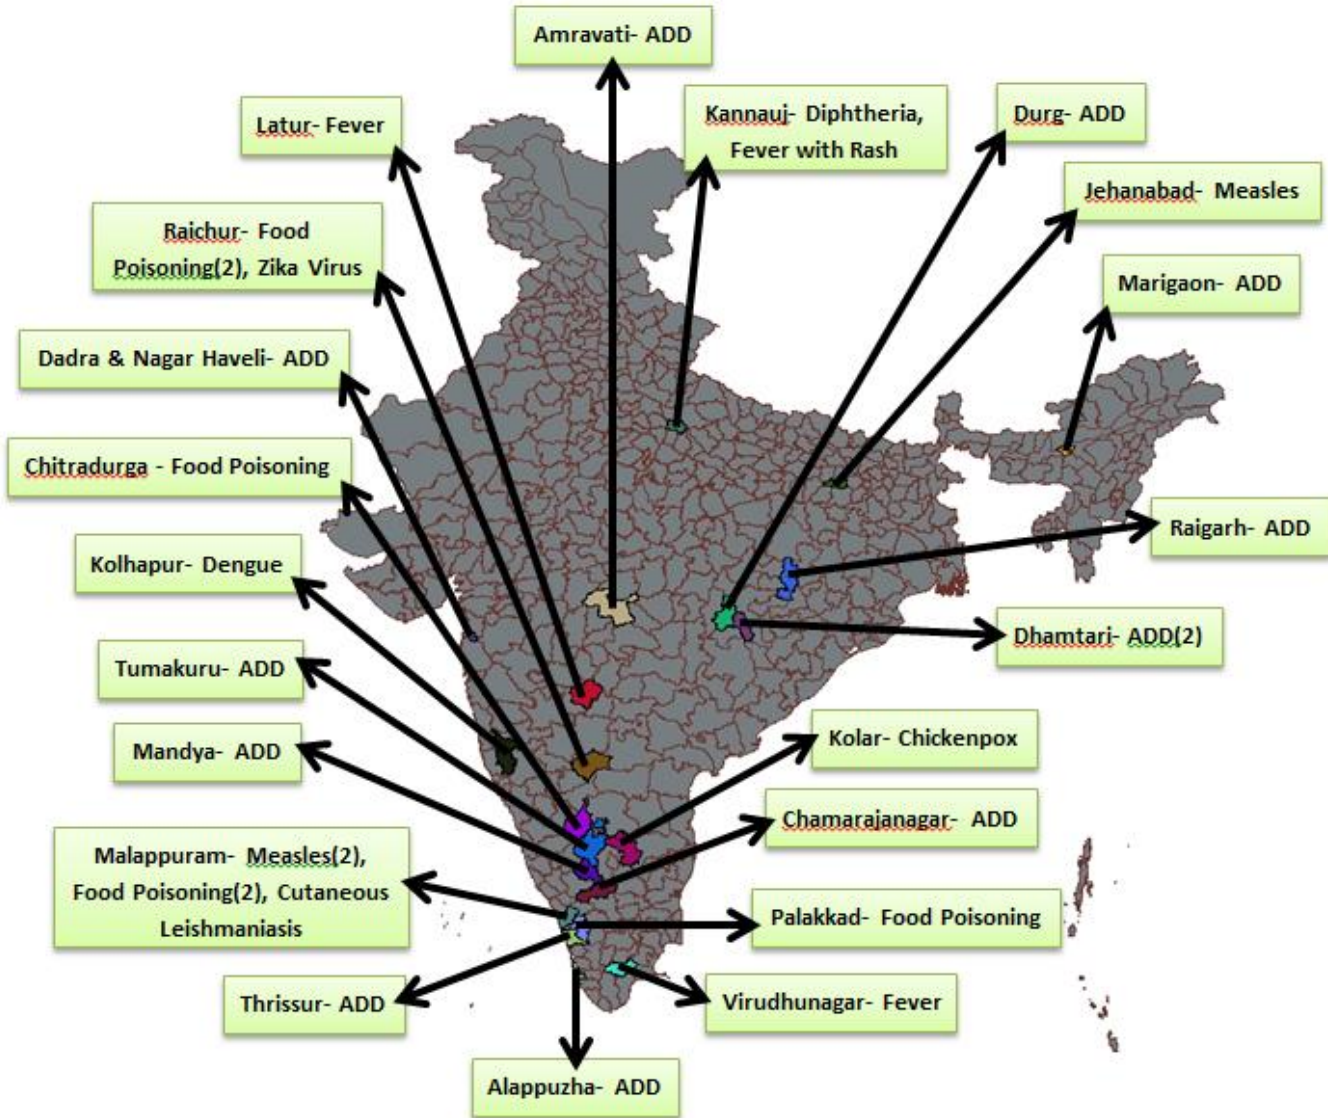 Amravati- ADD
Latur- Fever
Kannauj- Diphtheria,
Fever with Rash
Durg- ADD
Jehanabad- Measles
Raichur- Food
Poisoning(2), Zika Virus
Marigaon- ADD
Dadra & Nagar Haveli- ADD
Chitradurga - Food Poisoning
Raigarh- ADD
Kolhapur- Dengue
Dhamtari- ADD(2)
Tumakuru- ADD
Mandya- ADD
Kolar- Chickenpox
Chamarajanagar- ADD
Malappuram- Measles(2),
Food Poisoning(2), Cutaneous
Leishmaniasis
Palakkad- Food Poisoning
Thrissur- ADD
Virudhunagar- Fever
Alappuzha- ADD